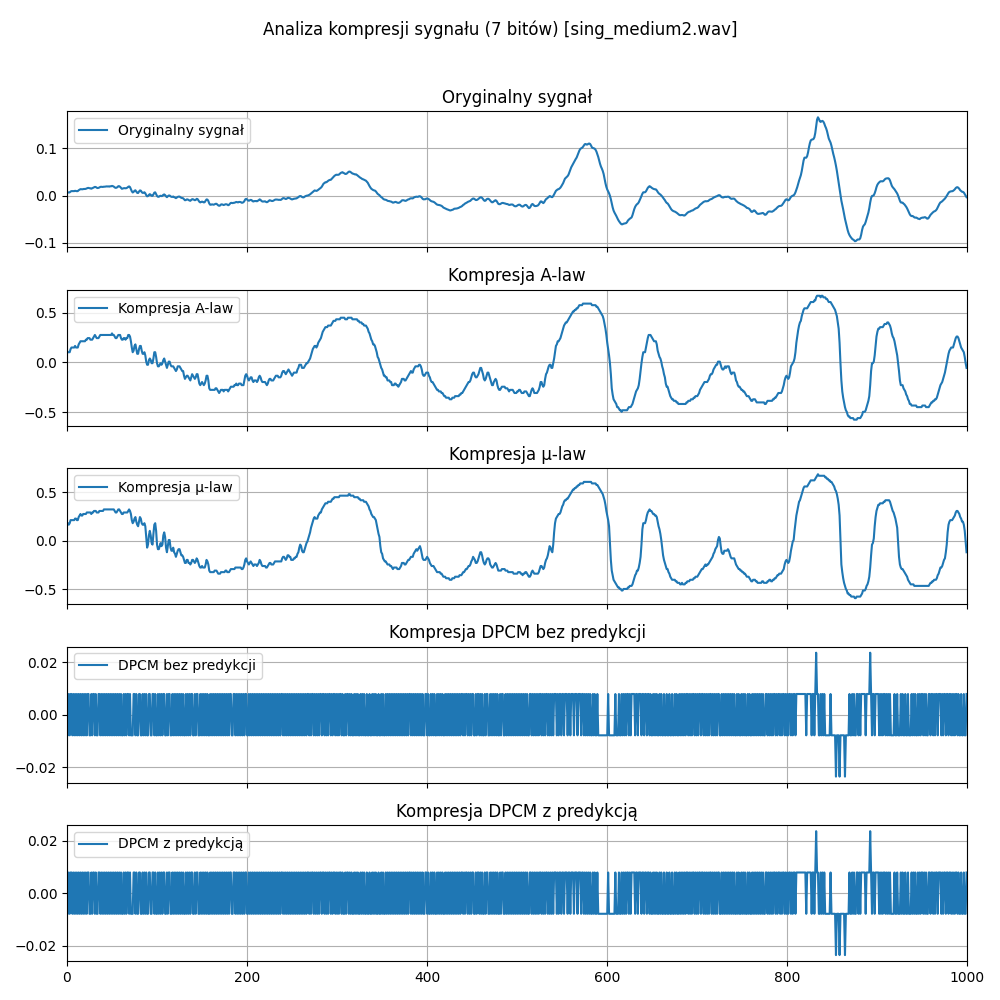 Analiza kompresji sygnału (7 bitów) [sing_medium2.wav]
Oryginalny sygnał
Oryginalny sygnał
0.1
0.0
−0.1
Kompresja A-law
Kompresja A-law
0.5
0.0
−0.5
Kompresja μ-law
Kompresja μ-law
0.5
0.0
−0.5
Kompresja DPCM bez predykcji
DPCM bez predykcji
0.02
0.00
−0.02
Kompresja DPCM z predykcją
DPCM z predykcją
0.02
0.00
−0.02
0 200 400 600 800 1000